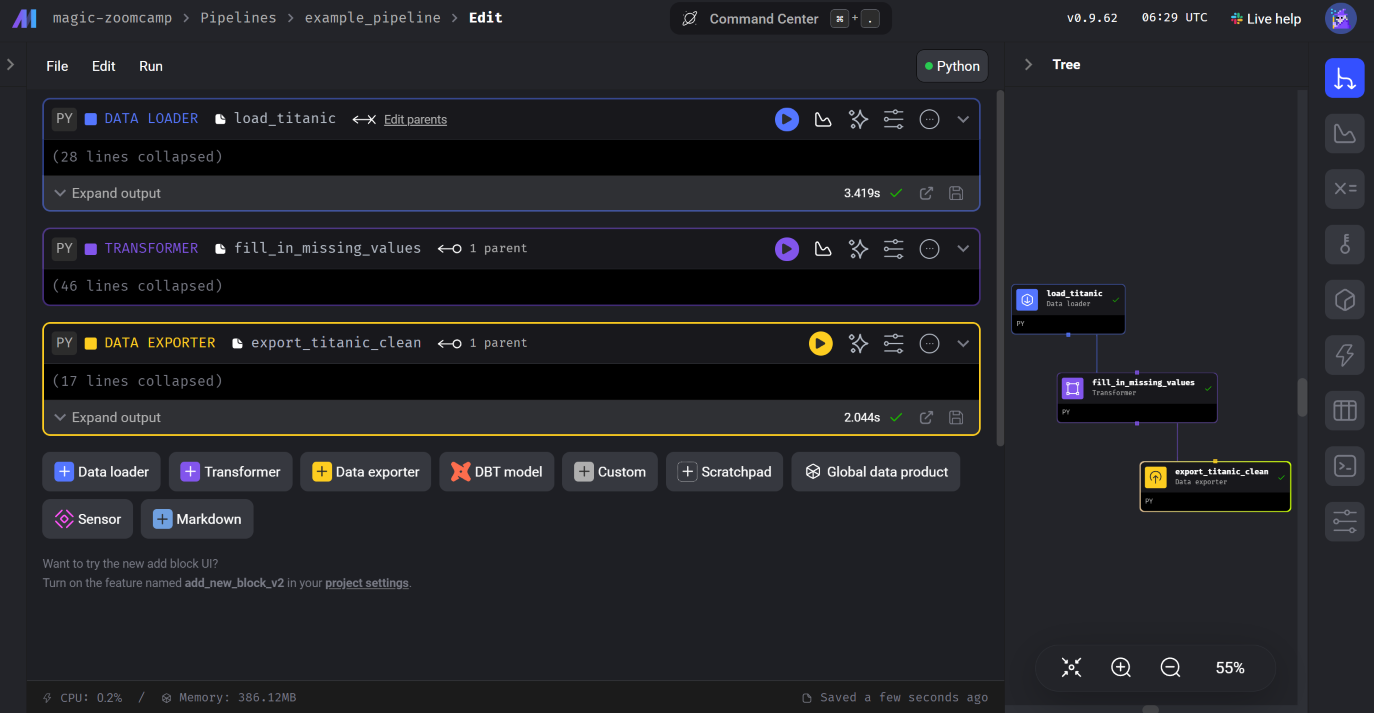 magic-zoomcamp > Pipelines > example_pipeline > Edit
Command Center ⌘ + .
v0.9.62 06:29 UTC Live help
File Edit Run
Python
Tree
PY DATA LOADER load_titanic Edit parents
(28 lines collapsed)
Expand output 3.419s
PY TRANSFORMER fill_in_missing_values 1 parent
(46 lines collapsed)
PY DATA EXPORTER export_titanic_clean 1 parent
(17 lines collapsed)
Expand output 2.044s
Data loader Transformer Data exporter DBT model Custom Scratchpad Global data product
Sensor Markdown
Want to try the new add block UI?
Turn on the feature named add_new_block_v2 in your project settings.
load_titanic
Data loader
PY
fill_in_missing_values
Transformer
PY
export_titanic_clean
Data exporter
PY
55%
CPU: 0.2% / Memory: 386.12MB
Saved a few seconds ago